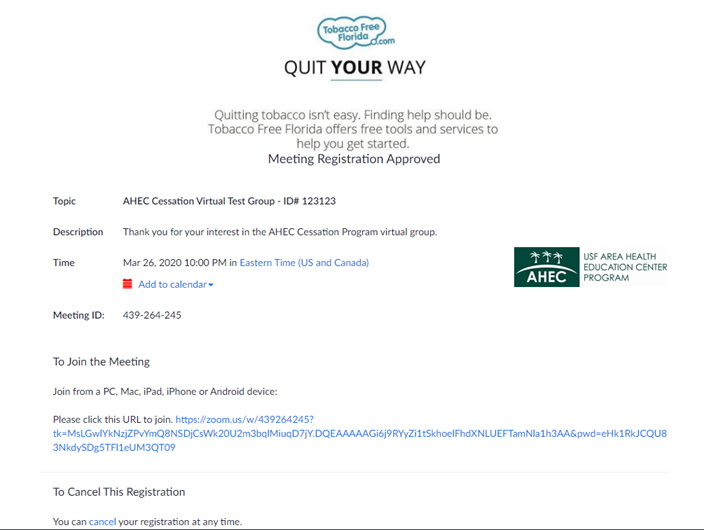 Tobacco Free
Florida
.com
QUIT YOUR WAY
Quitting tobacco isn't easy. Finding help should be.
Tobacco Free Florida offers free tools and services to
help you get started.
Meeting Registration Approved
Topic AHEC Cessation Virtual Test Group - ID# 123123
Description Thank you for your interest in the AHEC Cessation Program virtual group.
Time Mar 26, 2020 10:00 PM in Eastern Time (US and Canada)
Add to calendar
AHEC
USF AREA HEALTH
EDUCATION CENTER
PROGRAM
Meeting ID: 439-264-245
To Join the Meeting
Join from a PC, Mac, iPad, iPhone or Android device:
Please click this URL to join. https://zoom.us/w/439264245?
tk=MsLGwIYkNzjZPvYmQ8NSDjCsWk20U2m3bqlMiuqD7jY.DQEAAAAAGi6j9RYyZi1tSkhoelFhdXNLUEFTamNla1h3AA&pwd=eHk1RkJCQU8
3NkdySDg5TFI1eUM3QT09
To Cancel This Registration
You can cancel your registration at any time.